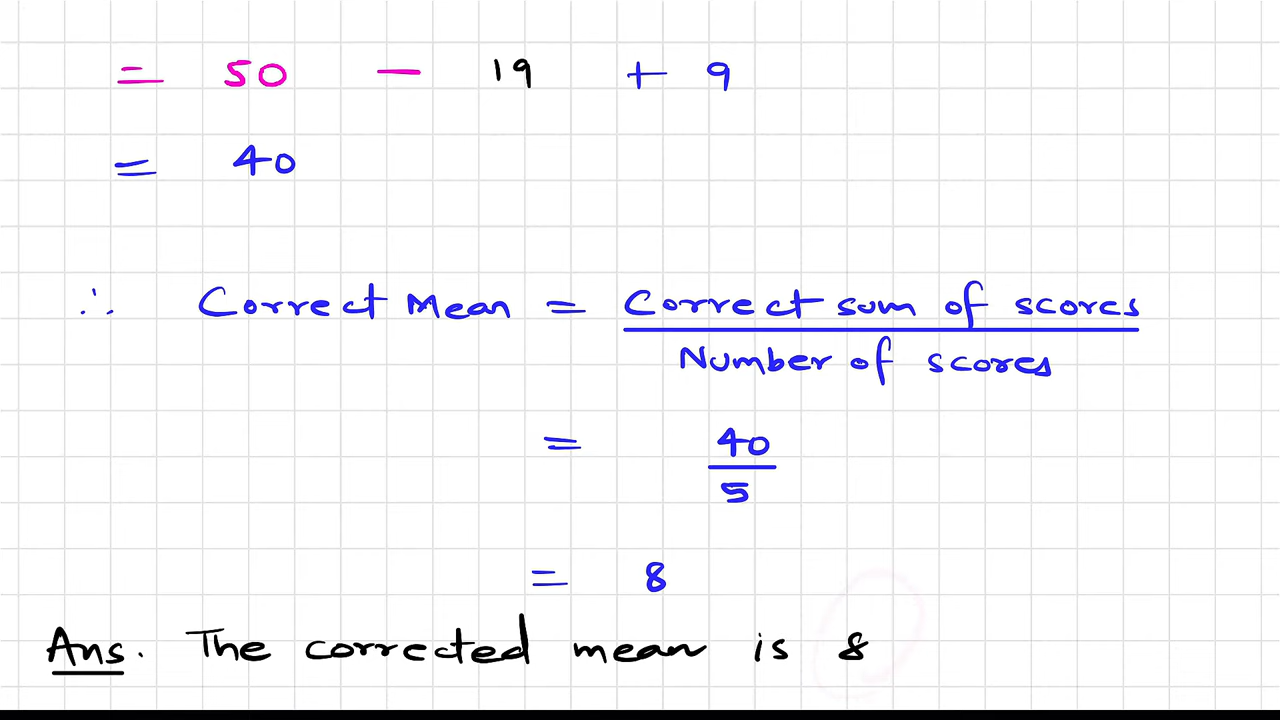 = 50 - 19 + 9
= 40
∴ Correct Mean = Correct sum of scores
Number of scores
= 40
5
= 8
Ans. The corrected mean is 8